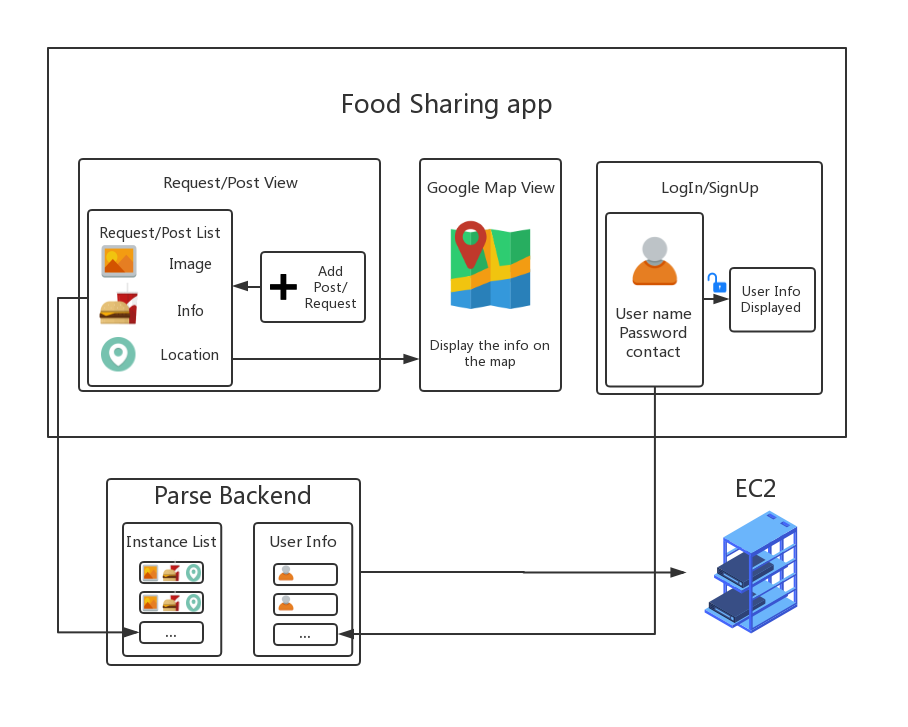 Food Sharing app
Request/Post View
Request/Post List
Image
Info
Location
Add
Post/
Request
Google Map View
Display the info on
the map
LogIn/SignUp
User name
Password
contact
User Info
Displayed
Parse Backend
Instance List
...
User Info
...
EC2